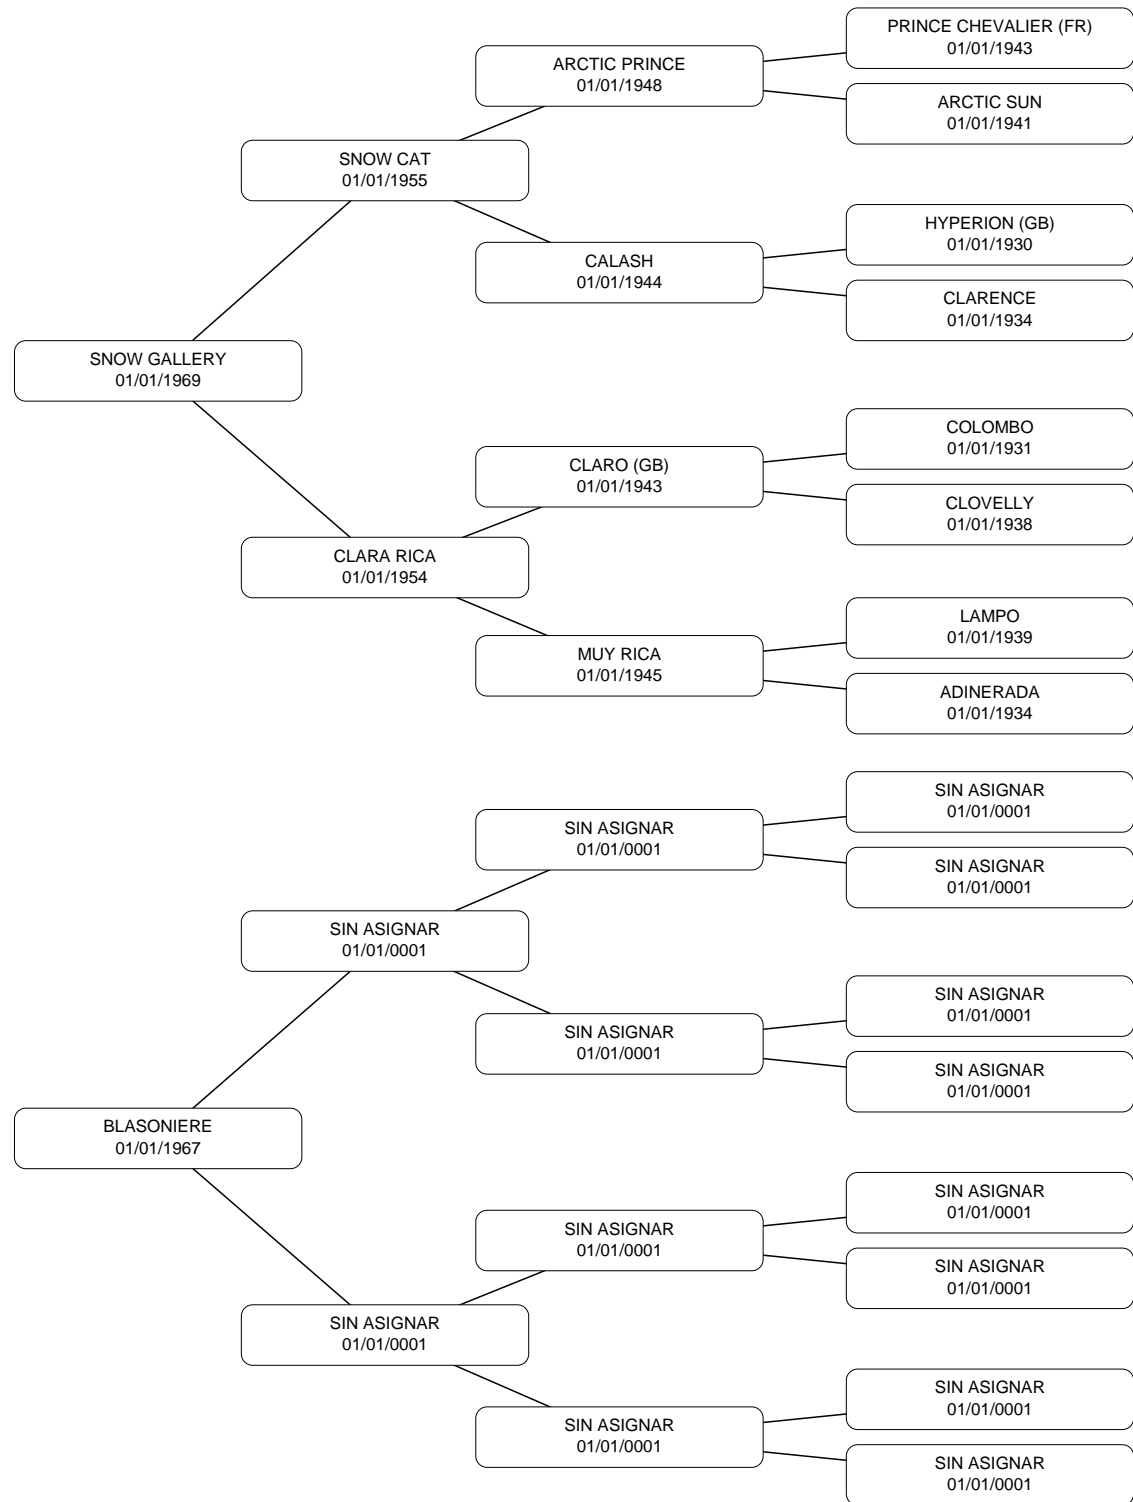 PRINCE CHEVALIER (FR)
01/01/1943
ARCTIC PRINCE
01/01/1948
ARCTIC SUN
01/01/1941
SNOW CAT
01/01/1955
HYPERION (GB)
01/01/1930
CALASH
01/01/1944
CLARENCE
01/01/1934
SNOW GALLERY
01/01/1969
COLOMBO
01/01/1931
CLARO (GB)
01/01/1943
CLOVELLY
01/01/1938
CLARA RICA
01/01/1954
LAMPO
01/01/1939
MUY RICA
01/01/1945
ADINERADA
01/01/1934
SIN ASIGNAR
01/01/0001
SIN ASIGNAR
01/01/0001
SIN ASIGNAR
01/01/0001
SIN ASIGNAR
01/01/0001
SIN ASIGNAR
01/01/0001
SIN ASIGNAR
01/01/0001
SIN ASIGNAR
01/01/0001
BLASONIERE
01/01/1967
SIN ASIGNAR
01/01/0001
SIN ASIGNAR
01/01/0001
SIN ASIGNAR
01/01/0001
SIN ASIGNAR
01/01/0001
SIN ASIGNAR
01/01/0001
SIN ASIGNAR
01/01/0001
SIN ASIGNAR
01/01/0001